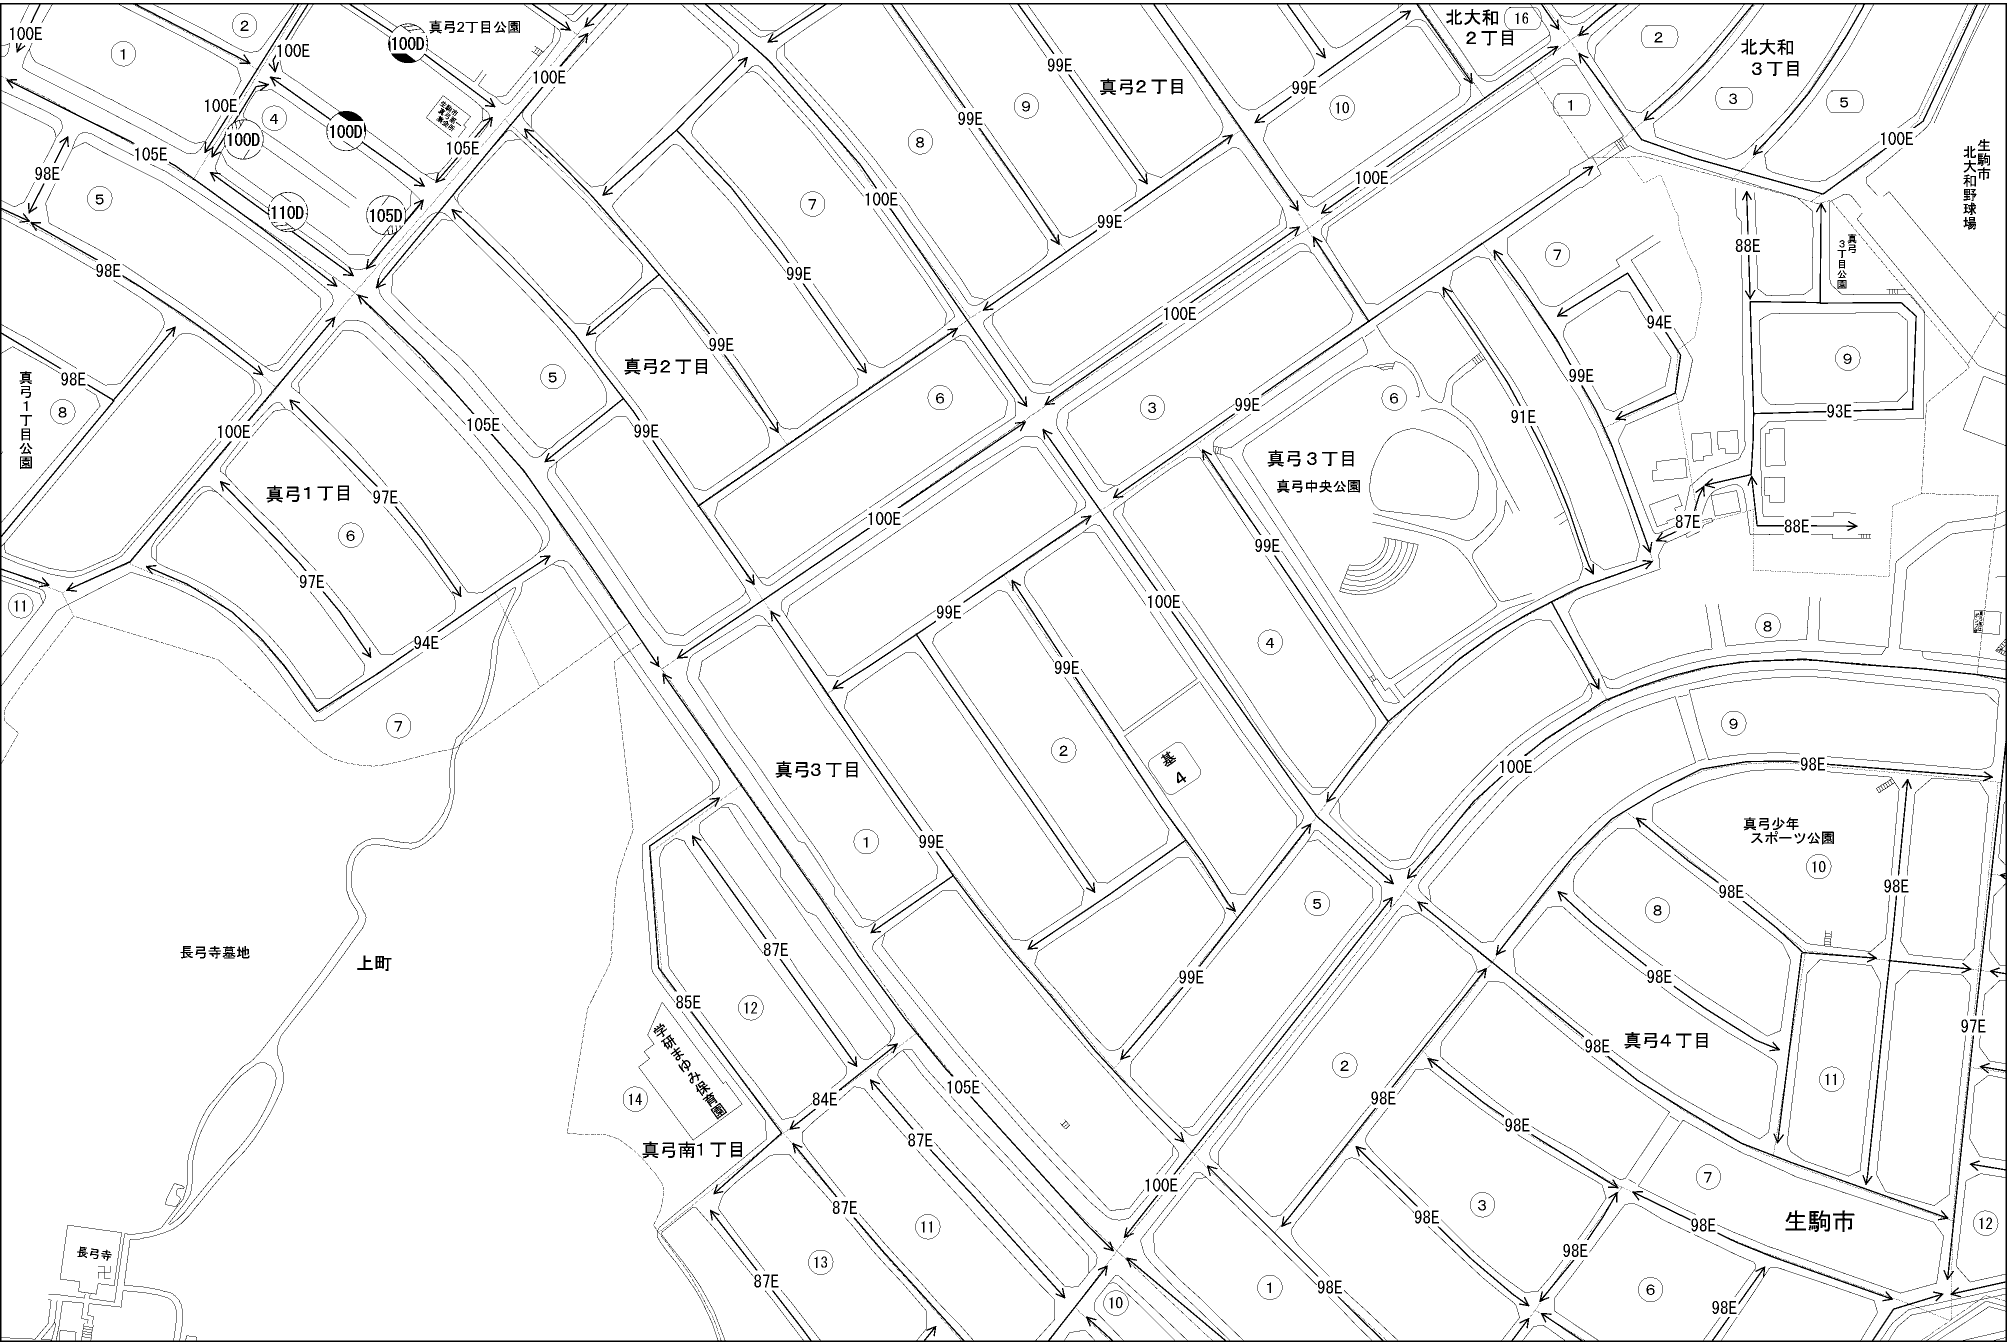 100E
②
①
100E
100D
真弓2丁目公園
100E
99E
真弓2丁目
99E
北大和
2丁目
16
2
北大和
3丁目
3
5
1
100E
生駒市
北大和野球場
100E
④
100D
100D
105E
105E
98E
⑤
110D
105D
98E
⑧
⑦
⑨
99E
⑩
100E
100E
99E
99E
99E
100E
⑦
88E
真弓
3丁目公園
94E
⑨
93E
98E
⑧
真弓1丁目公園
100E
105E
⑤
真弓2丁目
99E
99E
⑥
③
99E
⑥
99E
91E
真弓1丁目
97E
⑥
97E
100E
真弓3丁目
真弓中央公園
99E
87E
88E
⑪
94E
⑦
99E
99E
100E
④
⑧
⑨
②
基
4
真弓3丁目
①
99E
100E
98E
真弓少年
スポーツ公園
⑩
98E
98E
⑧
98E
⑤
長弓寺墓地
上町
87E
85E
⑫
学研まゆみ保育園
⑭
84E
真弓南1丁目
99E
105E
②
98E
98E
真弓4丁目
97E
⑪
98E
87E
87E
⑪
100E
③
98E
⑦
98E
生駒市
⑫
長弓寺
⑬
87E
⑩
①
98E
98E
⑥
98E